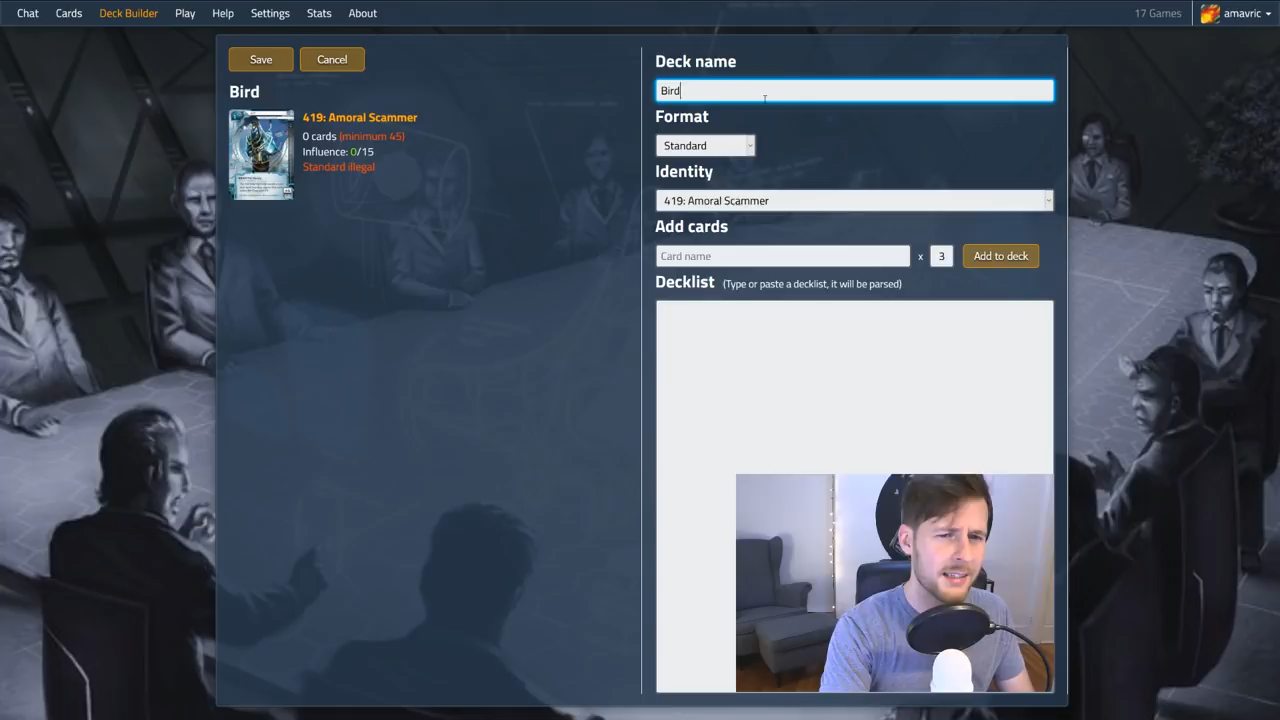 Chat Cards Deck Builder Play Help Settings Stats About 17 Games amavric
Save Cancel
Bird
419: Amoral Scammer
0 cards (minimum 45)
Influence: 0/15
Standard illegal
Deck name
Bird
Format
Standard
Identity
419: Amoral Scammer
Add cards
Card name x 3 Add to deck
Decklist (Type or paste a decklist, it will be parsed)